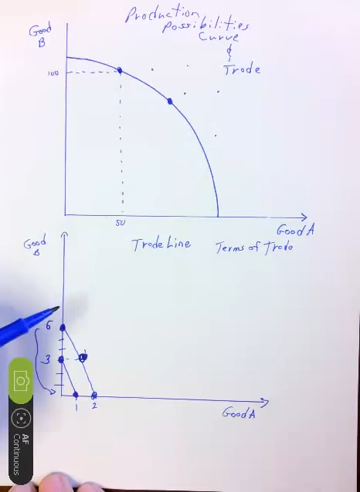 Production
Possibilities
Curve
&
Trade
Good
B
100
50
Good A
Good
B
Trade Line
Terms of Trade
6
3
1
2
Good A
AF
Continuous